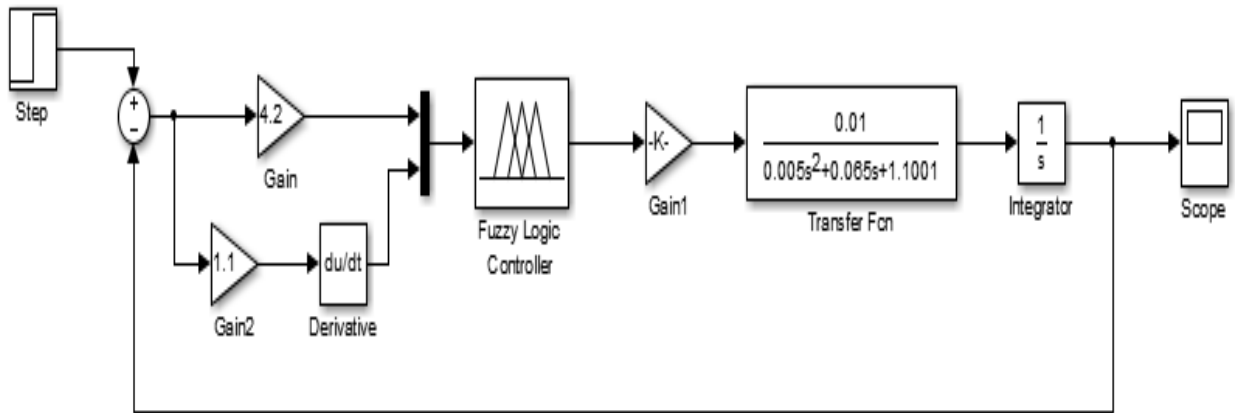 Step
+
−
4.2
Gain
1.1
Gain2
du/dt
Derivative
Fuzzy Logic
Controller
-K-
Gain1
0.01
0.005s²+0.065s+1.1001
Transfer Fcn
1
s
Integrator
Scope